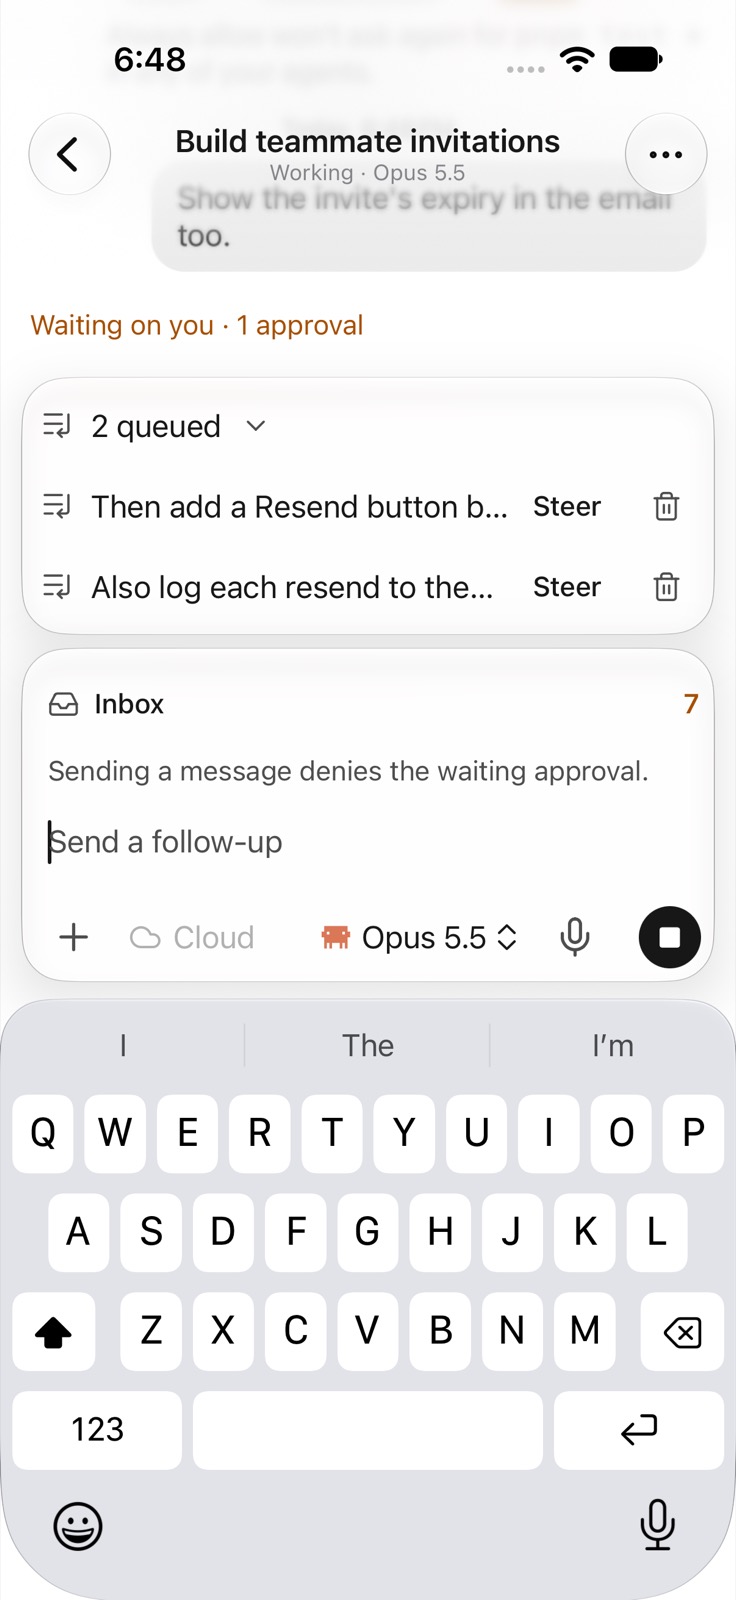 6:48
Build teammate invitations
Working · Opus 5.5
Show the invite's expiry in the email
too.
Waiting on you · 1 approval
2 queued
Then add a Resend button b...
Steer
Also log each resend to the...
Steer
Inbox
7
Sending a message denies the waiting approval.
Send a follow-up
Cloud
Opus 5.5
I
The
I’m
Q W E R T Y U I O P
A S D F G H J K L
Z X C V B N M
123